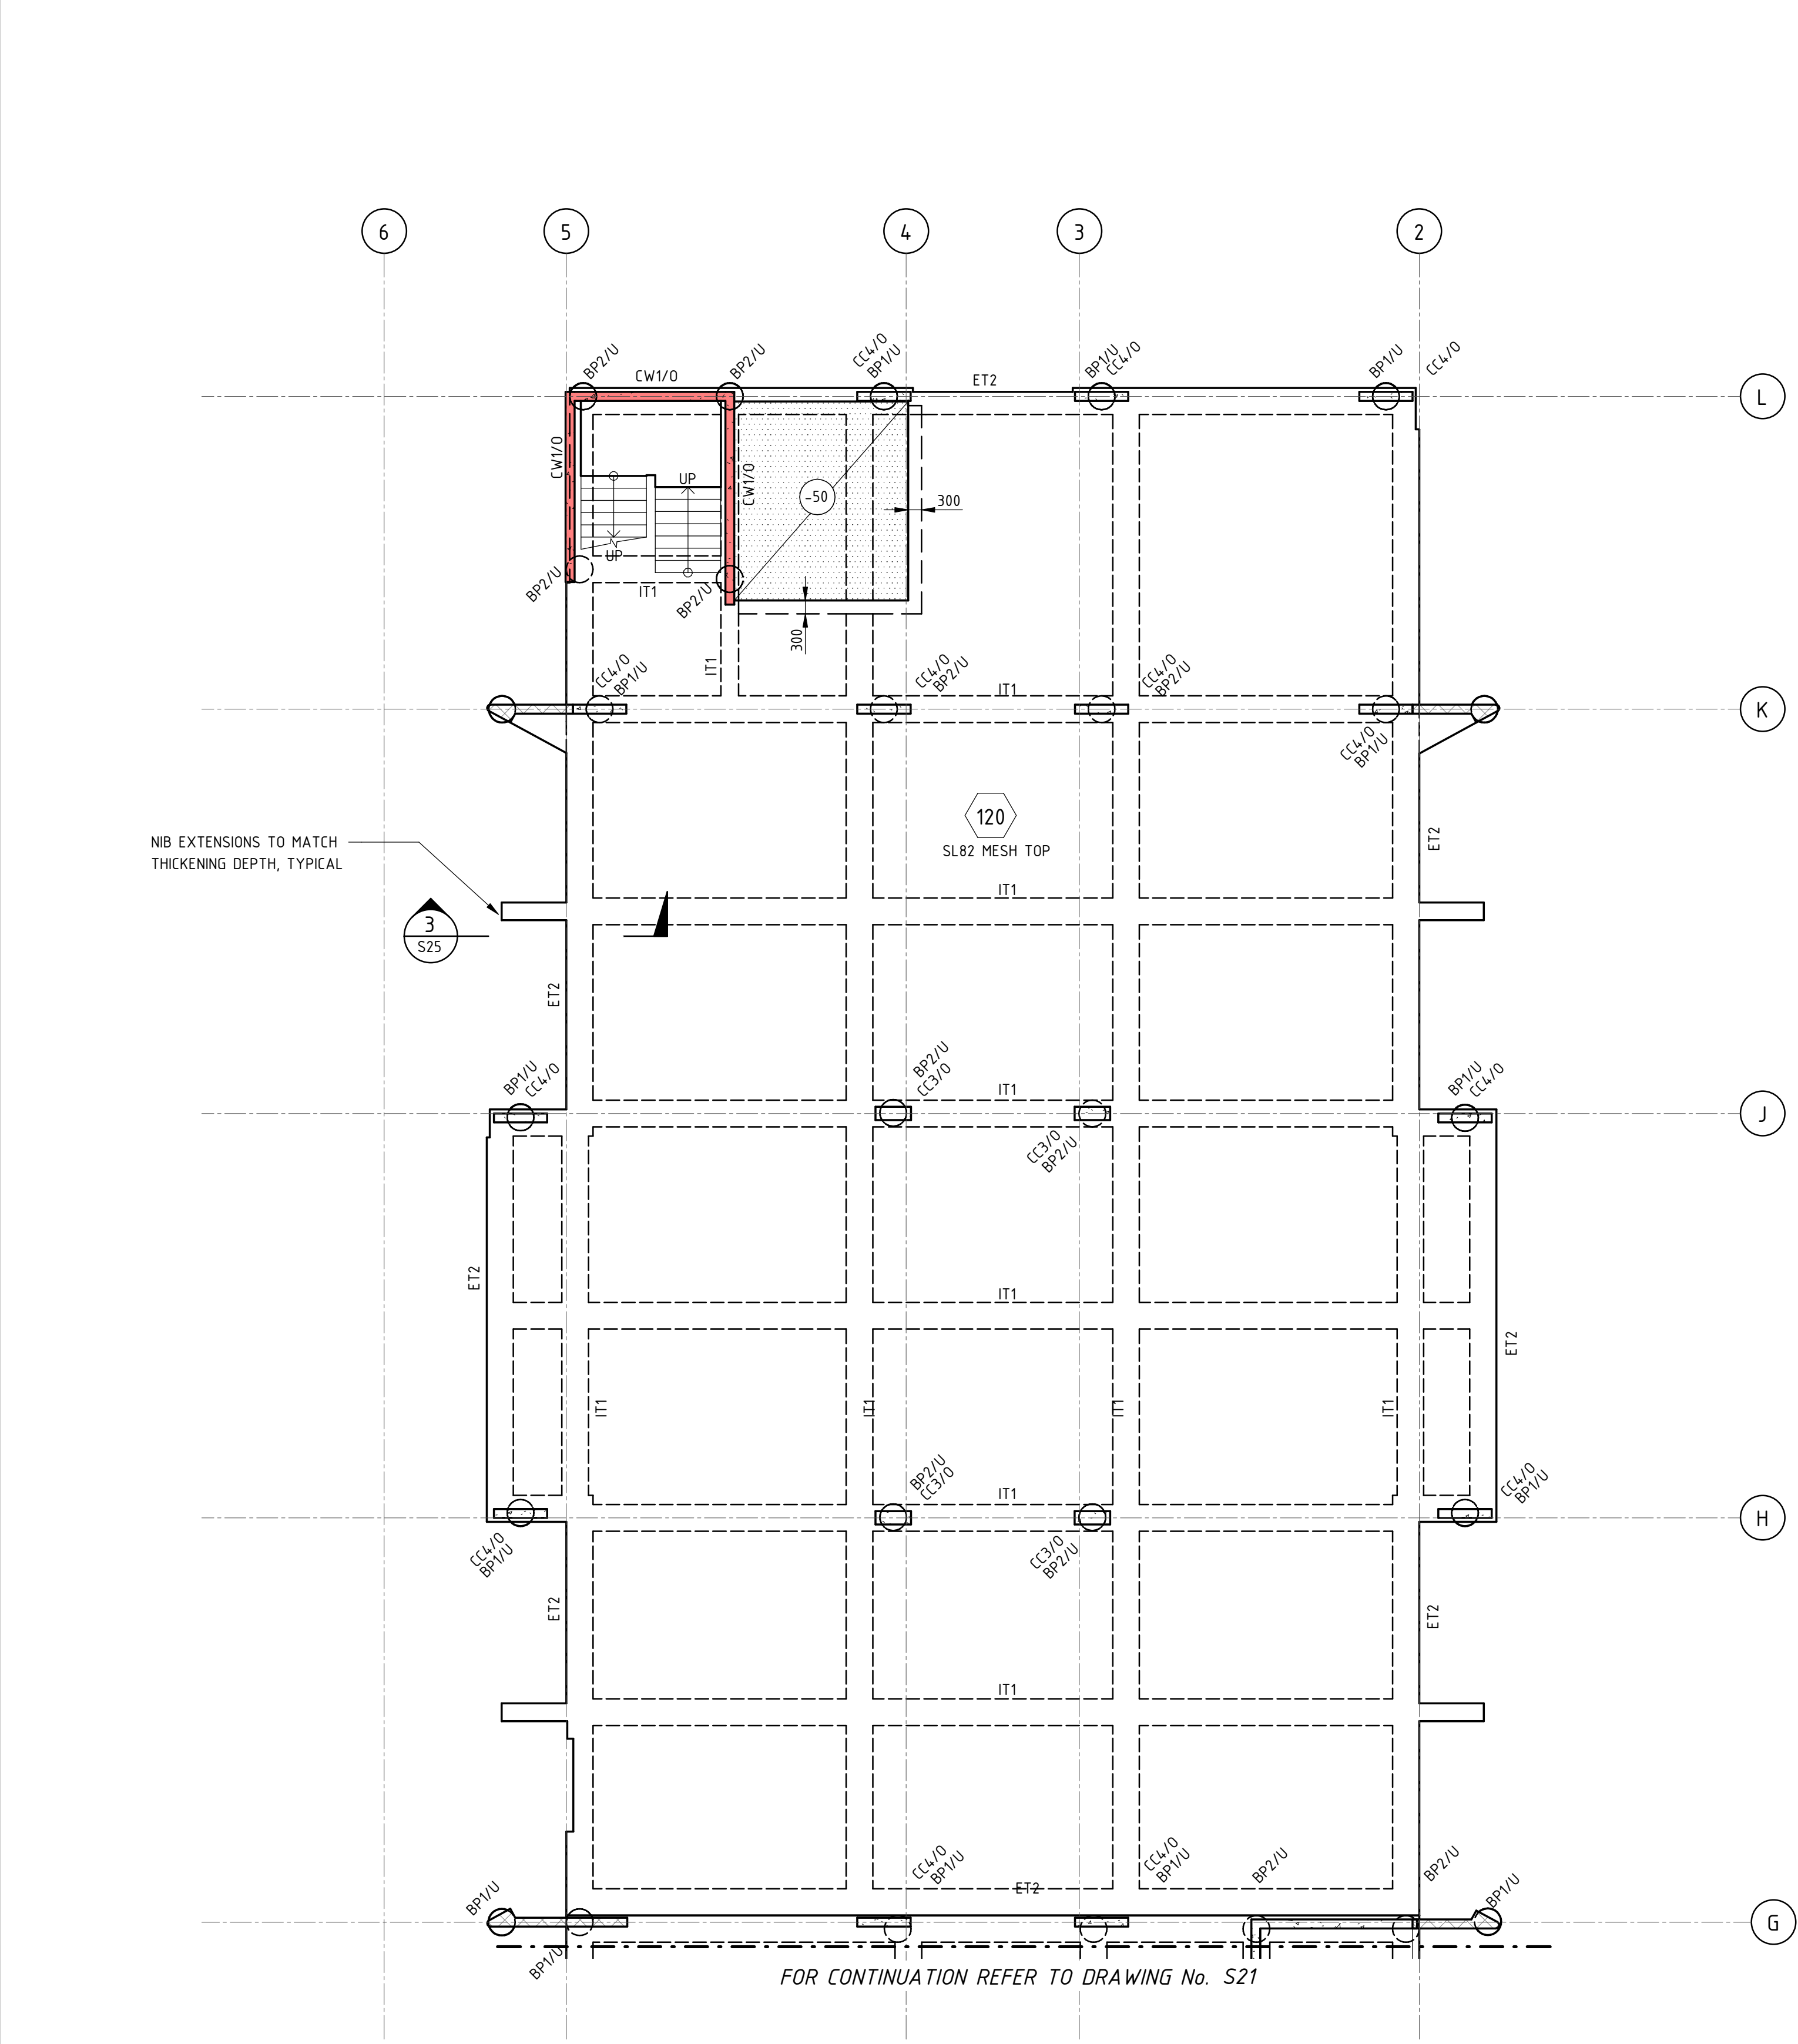 6
5
4
3
2
BP2/U
CW1/O
BP2/U
CC4/O
BP1/U
ET2
BP1/U
CC4/O
BP1/U
CC4/O
L
CW1/O
UP
CW1/O
-50
300
UP
BP2/U
IT1
BP2/U
300
IT1
CC4/O
BP1/U
CC4/O
BP2/U
IT1
CC4/O
BP2/U
K
CC4/O
BP1/U
120
SL82 MESH TOP
ET2
NIB EXTENSIONS TO MATCH
THICKENING DEPTH, TYPICAL
IT1
3
S25
ET2
BP1/U
CC4/O
BP2/U
CC3/O
IT1
BP1/U
CC4/O
J
CC3/O
BP2/U
ET2
IT1
ET2
IT1
IT1
IT1
IT1
BP2/U
CC3/O
IT1
CC4/O
BP1/U
H
CC4/O
BP1/U
CC3/O
BP2/U
ET2
ET2
IT1
CC4/O
BP1/U
CC4/O
BP1/U
BP2/U
BP2/U
BP1/U
ET2
BP1/U
G
BP1/U
FOR CONTINUATION REFER TO DRAWING No. S21